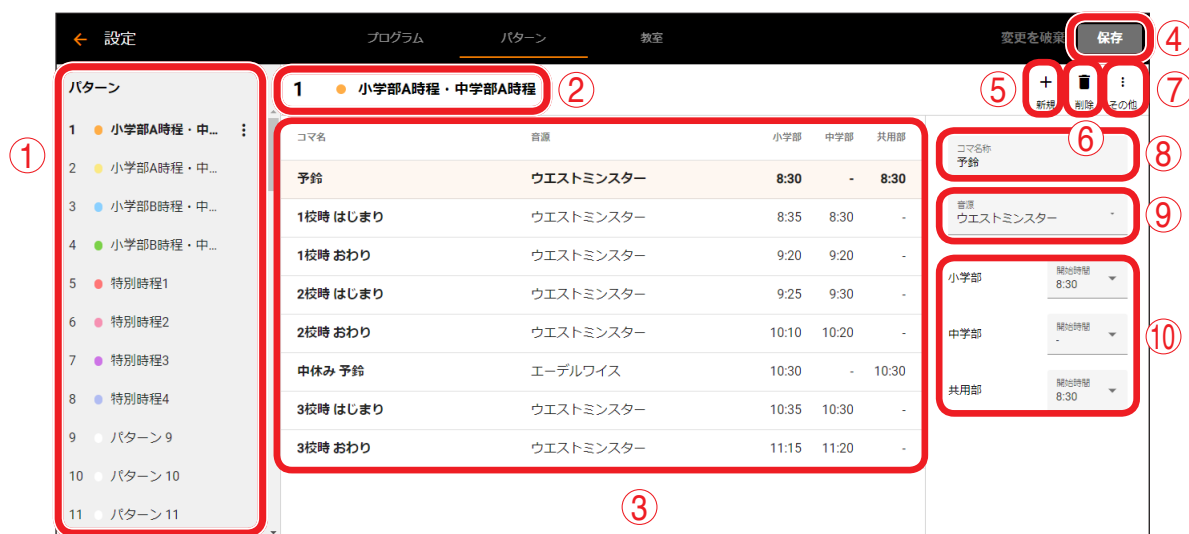 設定 プログラム パターン 教室 変更を破棄 保存 ④
パターン
1 小学部A時程・中...
2 小学部A時程・中...
3 小学部B時程・中...
4 小学部B時程・中...
5 特別時程1
6 特別時程2
7 特別時程3
8 特別時程4
9 パターン 9
10 パターン 10
11 パターン 11
①
1 小学部A時程・中学部A時程 ②
⑤ 新規 削除 その他 ⑦
⑥
コマ名 音源 小学部 中学部 共用部
予鈴 ウエストミンスター 8:30 - 8:30
1校時 はじまり ウエストミンスター 8:35 8:30 -
1校時 おわり ウエストミンスター 9:20 9:20 -
2校時 はじまり ウエストミンスター 9:25 9:30 -
2校時 おわり ウエストミンスター 10:10 10:20 -
中休み 予鈴 エーデルワイス 10:30 - 10:30
3校時 はじまり ウエストミンスター 10:35 10:30 -
3校時 おわり ウエストミンスター 11:15 11:20 -
③
コマ名称
予鈴
⑧
音源
ウエストミンスター
⑨
小学部 開始時間
8:30
中学部 開始時間
-
共用部 開始時間
8:30
⑩